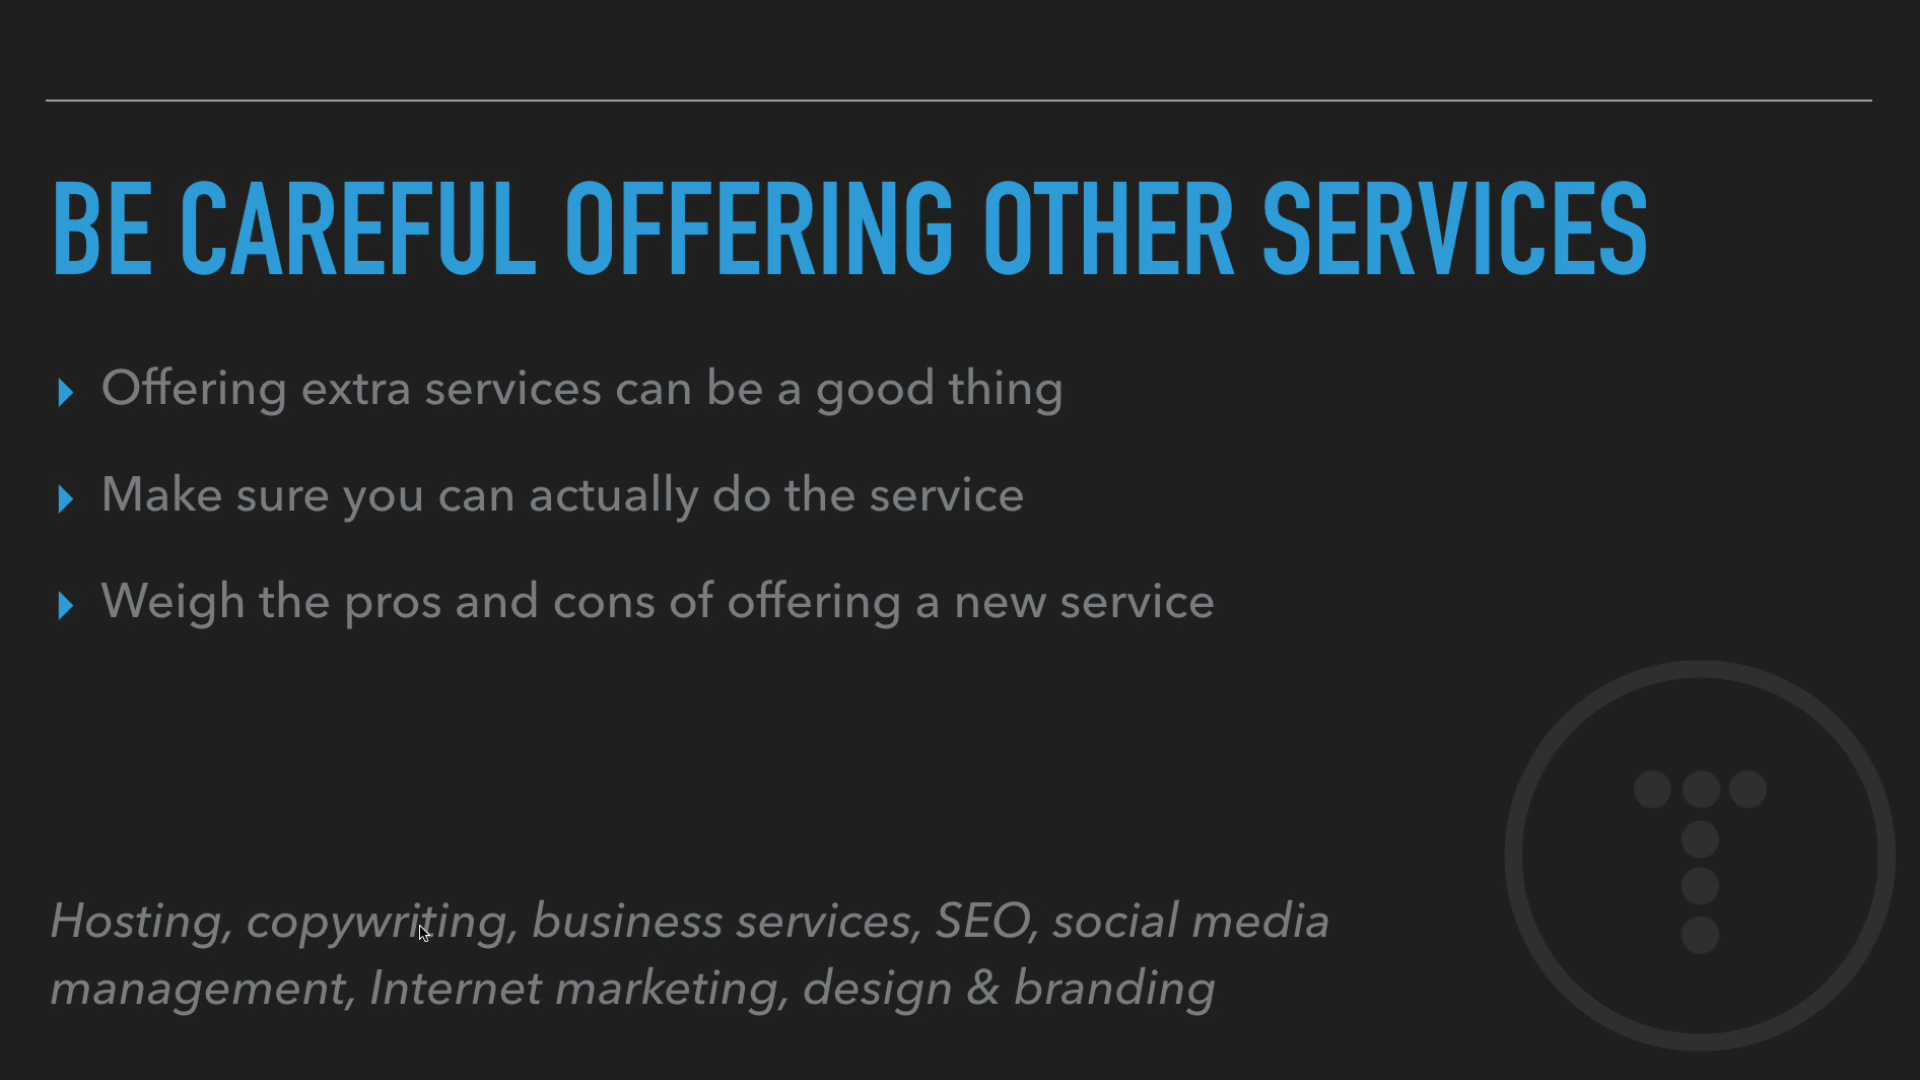 BE CAREFUL OFFERING OTHER SERVICES
Offering extra services can be a good thing
Make sure you can actually do the service
Weigh the pros and cons of offering a new service
Hosting, copywriting, business services, SEO, social media
management, Internet marketing, design & branding